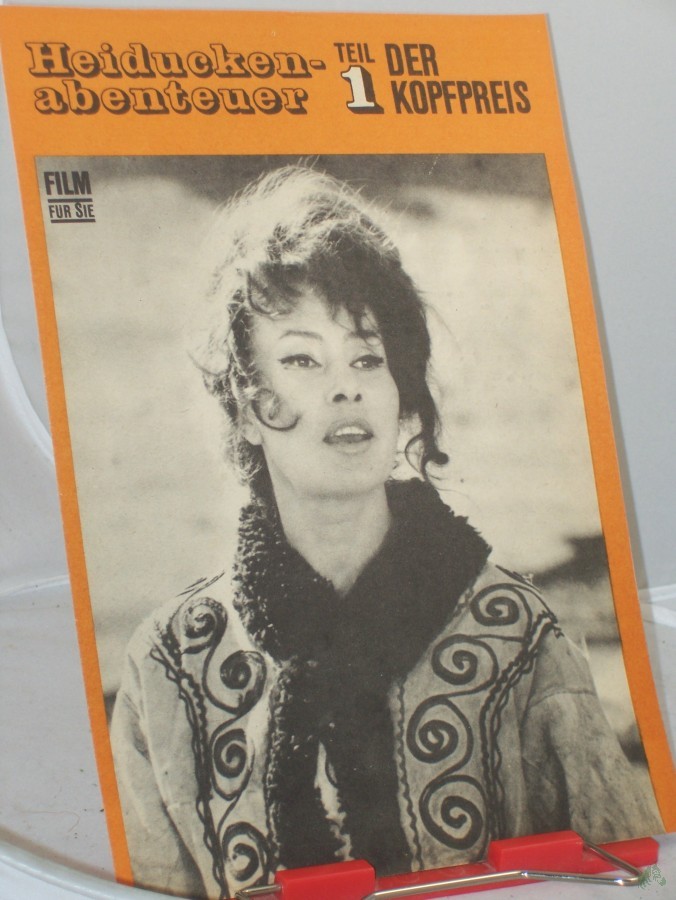 Heiducken-
abenteuer
TEIL
1
DER
KOPFPREIS
FILM
FÜR SIE